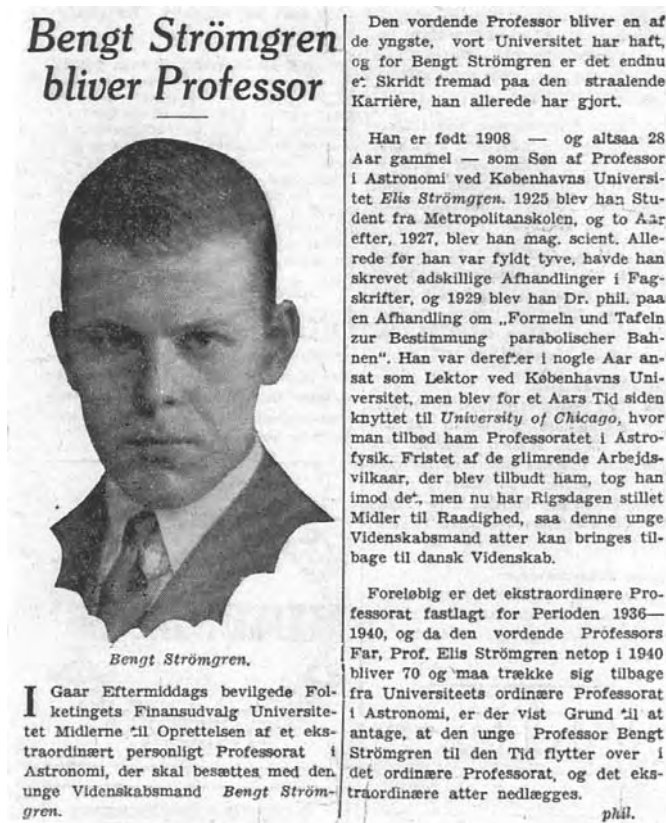 Bengt Strömgren
bliver Professor
Bengt Strömgren.
I Gaar Eftermiddags bevilgede Fol-
ketingets Finansudvalg Universite-
tet Midlerne til Oprettelsen af et eks-
traordinært personligt Professorat i
Astronomi, der skal besættes med den
unge Videnskabsmand Bengt Ström-
gren.
Den vordende Professor bliver en af
de yngste, vort Universitet har haft,
og for Bengt Strömgren er det endnu
et Skridt fremad paa den straalende
Karrière, han allerede har gjort.
Han er født 1908 — og altsaa 28
Aar gammel — som Søn af Professor
i Astronomi ved Københavns Universi-
tet Elis Strömgren. 1925 blev han Stu-
dent fra Metropolitanskolen, og to Aar
efter, 1927, blev han mag. scient. Alle-
rede før han var fyldt tyve, havde han
skrevet adskillige Afhandlinger i Fag-
skrifter, og 1929 blev han Dr. phil. paa
en Afhandling om „Formeln und Tafeln
zur Bestimmung parabolischer Bah-
nen“. Han var derefter i nogle Aar an-
sat som Lektor ved Københavns Uni-
versitet, men blev for et Aars Tid siden
knyttet til University of Chicago, hvor
man tilbød ham Professoratet i Astro-
fysik. Fristet af de glimrende Arbejds-
vilkaar, der blev tilbudt ham, tog han
imod det, men nu har Rigsdagen stillet
Midler til Raadighed, saa denne unge
Videnskabsmand atter kan bringes til-
bage til dansk Videnskab.
Foreløbig er det ekstraordinære Pro-
fessorat fastlagt for Perioden 1936—
1940, og da den vordende Professors
Far, Prof. Elis Strömgren netop i 1940
bliver 70 og maa trække sig tilbage
fra Universiteets ordinære Professorat
i Astronomi, er der vist Grund til at
antage, at den unge Professor Bengt
Strömgren til den Tid flytter over i
det ordinære Professorat, og det eks-
traordinære atter nedlægges.
phil.